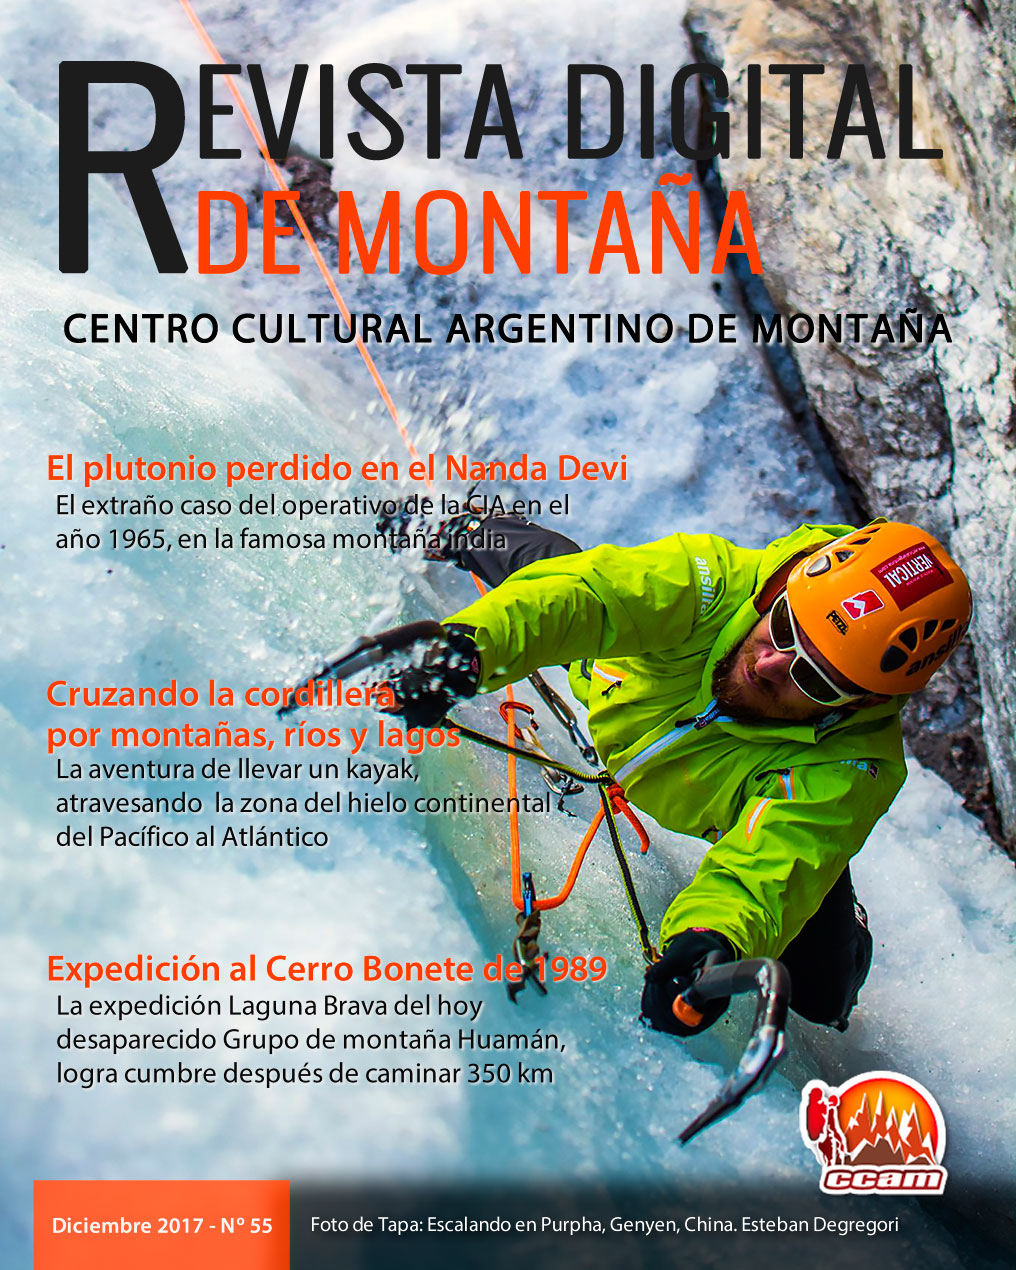 REVISTA DIGITAL
DE MONTAÑA
CENTRO CULTURAL ARGENTINO DE MONTAÑA
El plutonio perdido en el Nanda Devi
El extraño caso del operativo de la CIA en el
año 1965, en la famosa montaña india
ansilta
VERTICAL
PETZL
ansilta
Cruzando la cordillera
por montañas, ríos y lagos
La aventura de llevar un kayak,
atravesando la zona del hielo continental
del Pacífico al Atlántico
ansilta
Expedición al Cerro Bonete de 1989
La expedición Laguna Brava del hoy
desaparecido Grupo de montaña Huamán,
logra cumbre después de caminar 350 km
ccam
Diciembre 2017 - Nº 55
Foto de Tapa: Escalando en Purpha, Genyen, China. Esteban Degregori